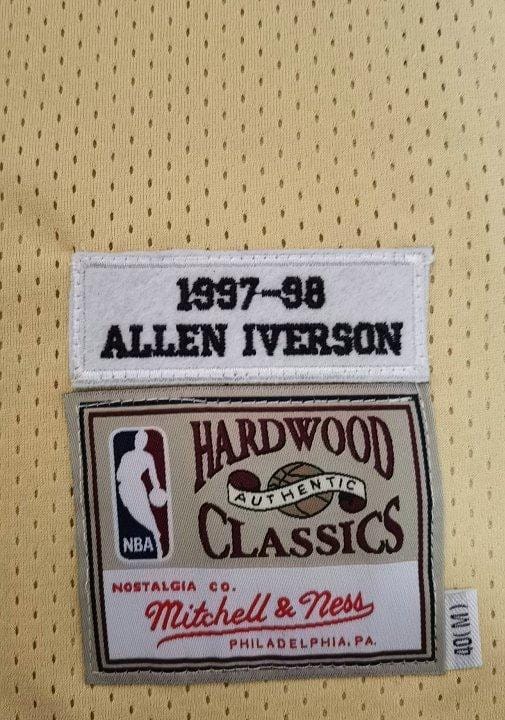 1997-98
ALLEN IVERSON
HARDWOOD
AUTHENTIC
CLASSICS
NBA
NOSTALGIA CO.
Mitchell & Ness
PHILADELPHIA, PA.
40(M)